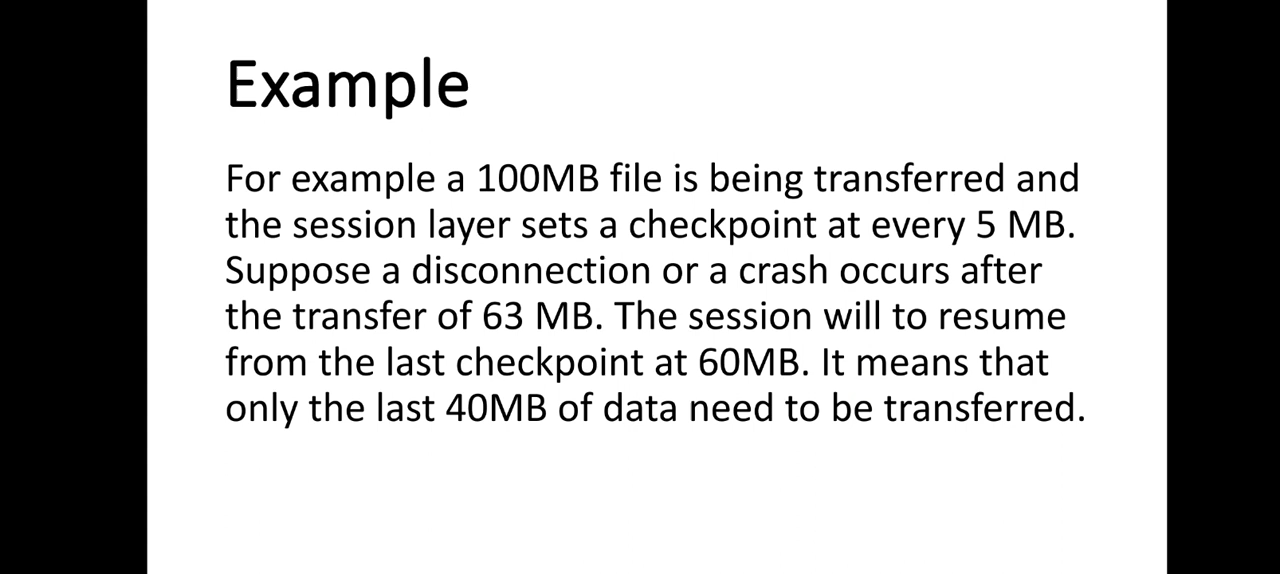 Example
For example a 100MB file is being transferred and
the session layer sets a checkpoint at every 5 MB.
Suppose a disconnection or a crash occurs after
the transfer of 63 MB. The session will to resume
from the last checkpoint at 60MB. It means that
only the last 40MB of data need to be transferred.